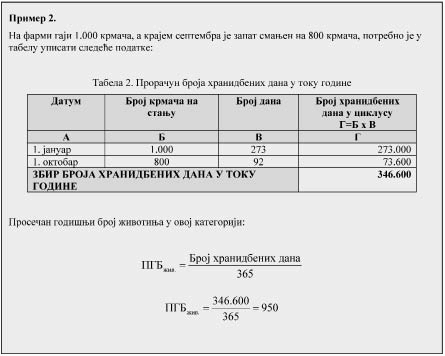 Пример 2.
На фарми гаји 1.000 крмача, а крајем септембра је запат смањен на 800 крмача, потребно је у
табелу уписати следеће податке:
Табела 2. Прорачун броја хранидбених дана у току године
Датум Број крмача на стању Број дана Број хранидбених дана у циклусу Г=Б x В
А Б В Г
1. јануар 1.000 273 273.000
1. октобар 800 92 73.600
ЗБИР БРОЈА ХРАНИДБЕНИХ ДАНА У ТОКУ
ГОДИНЕ 346.600
Просечан годишњи број животиња у овој категорији:
ПГБжив. = Број хранидбених дана / 365
ПГБжив. = 346.600 / 365 = 950